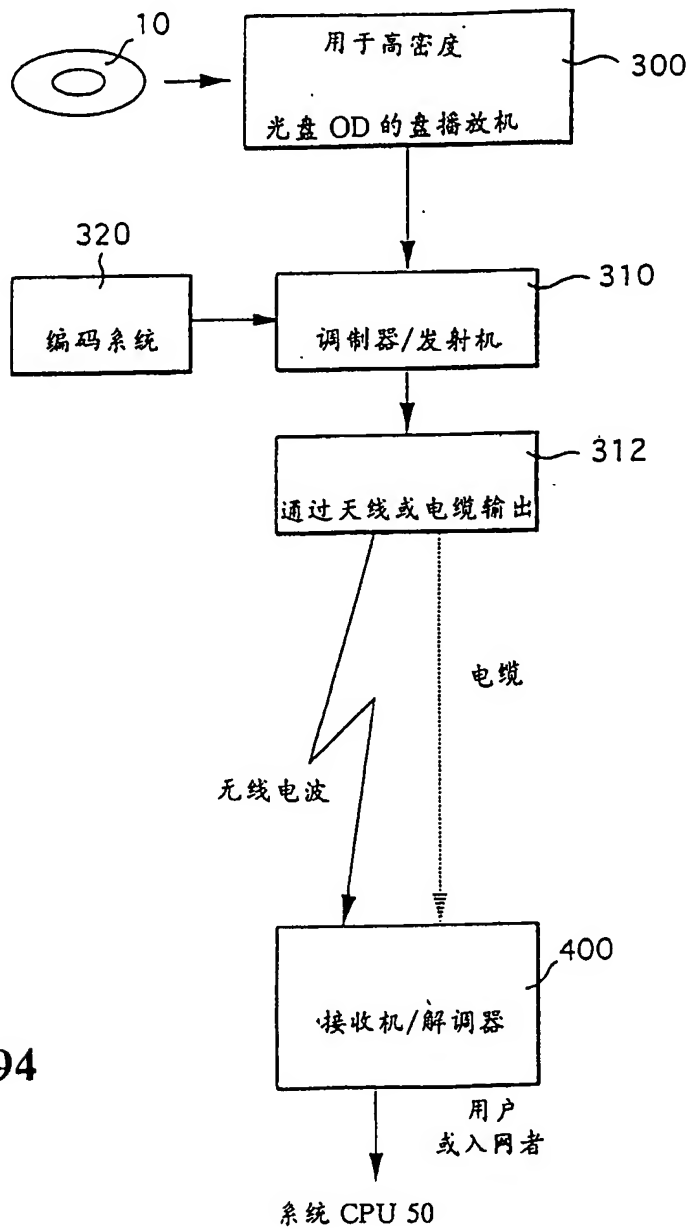 10
用于高密度
光盘 OD 的盘播放机
300
320
编码系统
310
调制器/发射机
312
通过天线或电缆输出
电缆
无线电波
400
接收机/解调器
94
用户
或入网者
系统 CPU 50